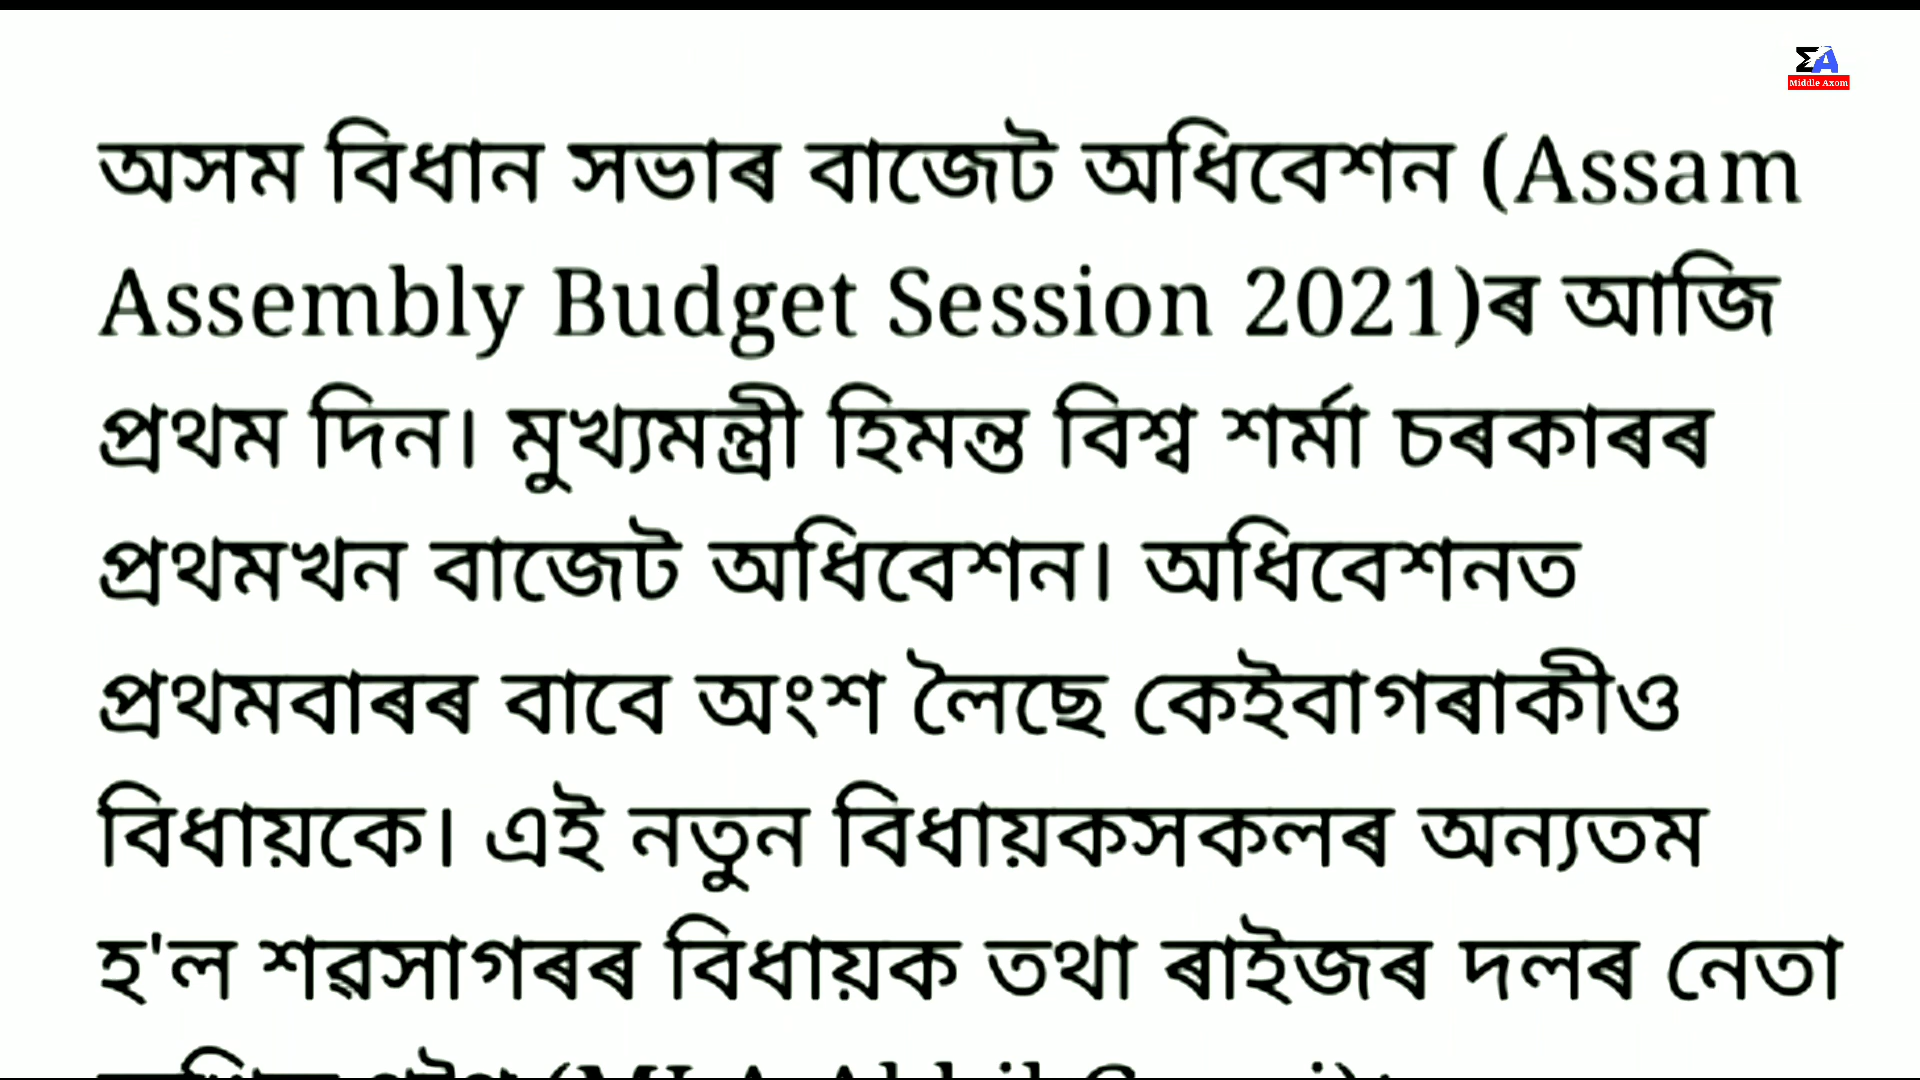 ΣA
Middle Axom
অসম বিধান সভাৰ বাজেট অধিবেশন (Assam
Assembly Budget Session 2021)ৰ আজি
প্ৰথম দিন। মুখ্যমন্ত্ৰী হিমন্ত বিশ্ব শৰ্মা চৰকাৰৰ
প্ৰথমখন বাজেট অধিবেশন। অধিবেশনত
প্ৰথমবাৰৰ বাবে অংশ লৈছে কেইবাগৰাকীও
বিধায়কে। এই নতুন বিধায়কসকলৰ অন্যতম
হ'ল শৱসাগৰৰ বিধায়ক তথা ৰাইজৰ দলৰ নেতা